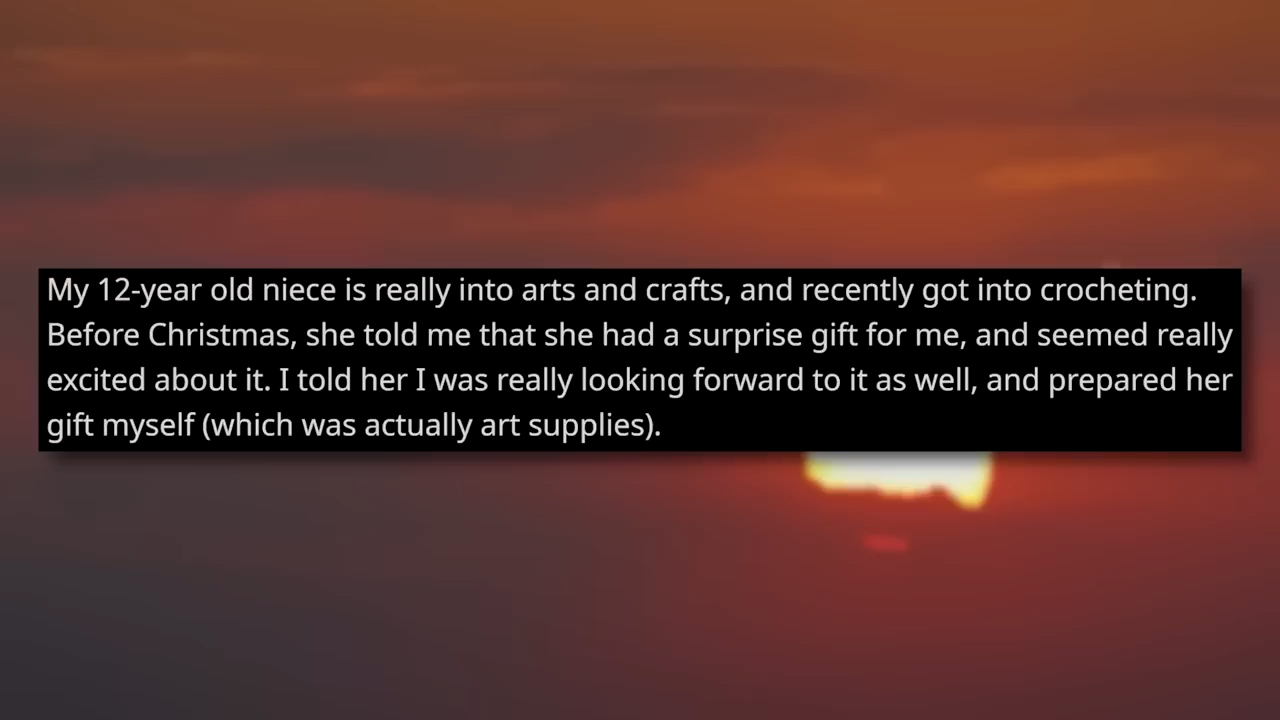 My 12-year old niece is really into arts and crafts, and recently got into crocheting.
Before Christmas, she told me that she had a surprise gift for me, and seemed really
excited about it. I told her I was really looking forward to it as well, and prepared her
gift myself (which was actually art supplies).